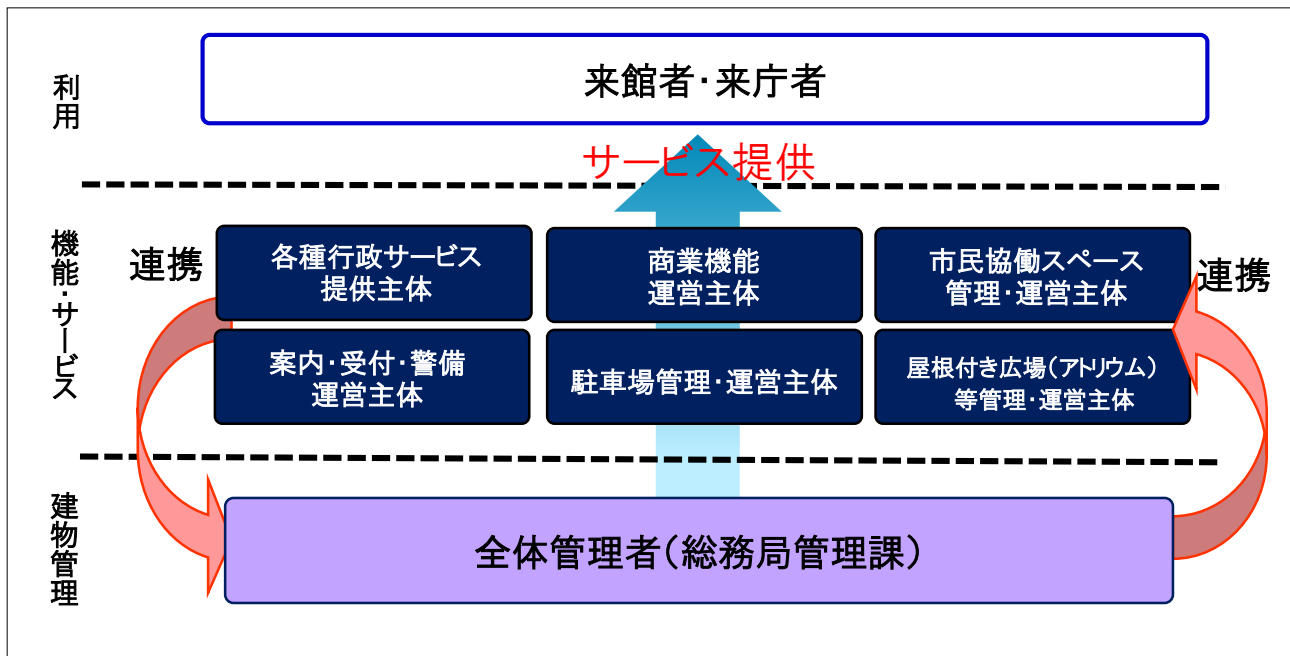 利用
来館者・来庁者
サービス提供
機能・サービス
連携
各種行政サービス
提供主体
商業機能
運営主体
市民協働スペース
管理・運営主体
連携
案内・受付・警備
運営主体
駐車場管理・運営主体
屋根付き広場（アトリウム）
等管理・運営主体
建物管理
全体管理者（総務局管理課）